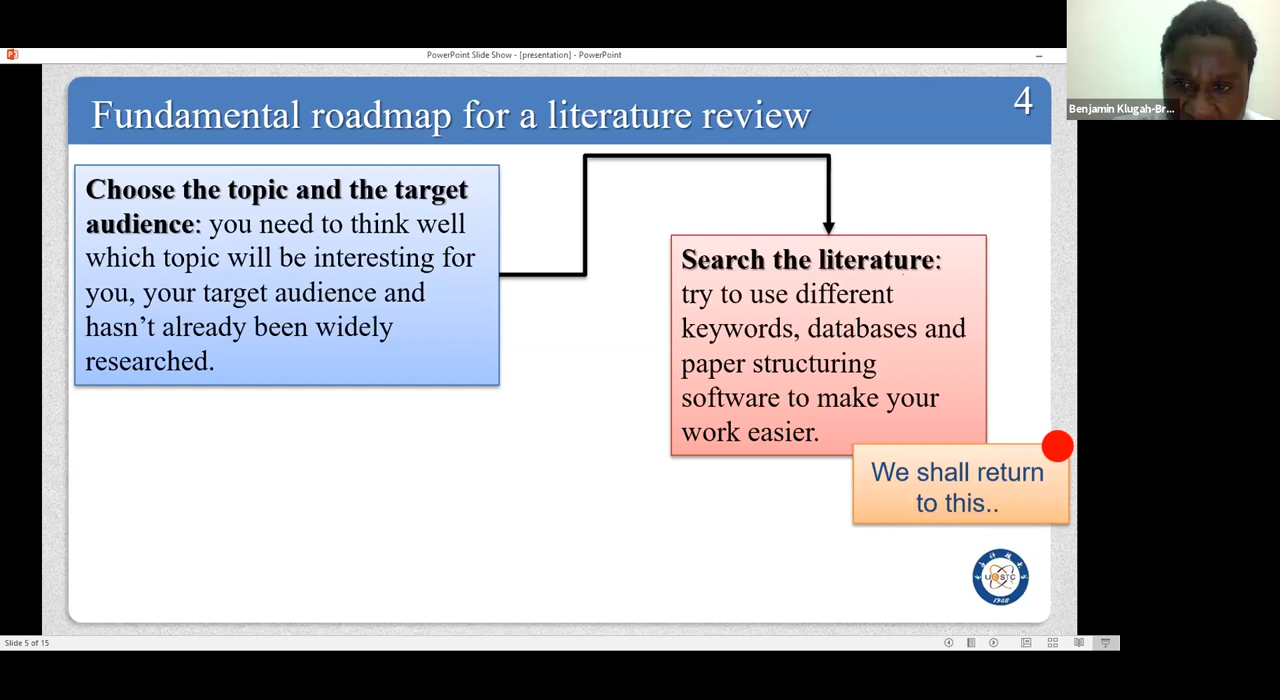 PowerPoint Slide Show - [presentation] - PowerPoint
Fundamental roadmap for a literature review
4
Benjamin Klugah-Br...
Choose the topic and the target
audience: you need to think well
which topic will be interesting for
you, your target audience and
hasn't already been widely
researched.
Search the literature:
try to use different
keywords, databases and
paper structuring
software to make your
work easier.
We shall return
to this..
UESTC
1956
Slide 5 of 15